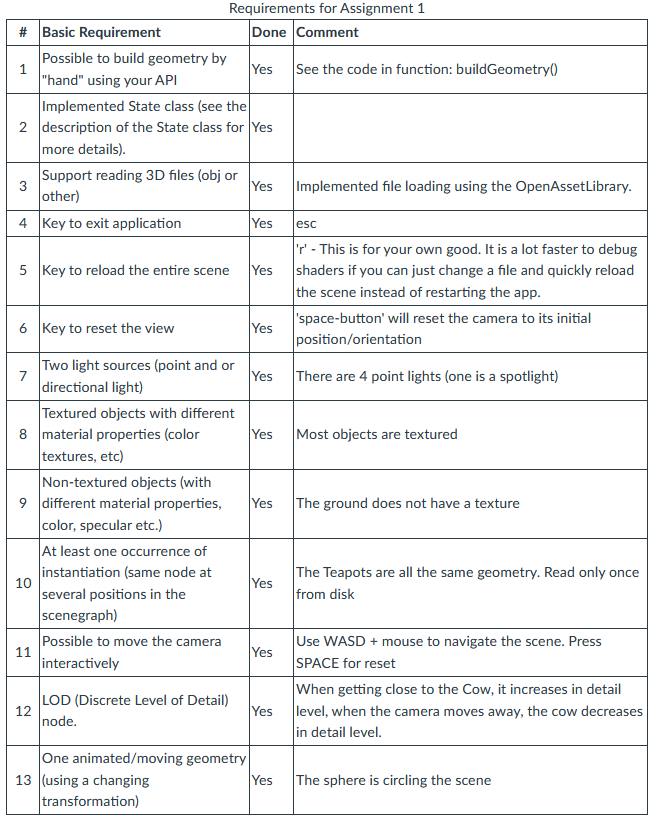 Requirements for Assignment 1
# Basic Requirement Done Comment
1 Possible to build geometry by "hand" using your API Yes See the code in function: buildGeometry()
2 Implemented State class (see the description of the State class for more details). Yes
3 Support reading 3D files (obj or other) Yes Implemented file loading using the OpenAssetLibrary.
4 Key to exit application Yes esc
5 Key to reload the entire scene Yes 'r' - This is for your own good. It is a lot faster to debug shaders if you can just change a file and quickly reload the scene instead of restarting the app.
6 Key to reset the view Yes 'space-button' will reset the camera to its initial position/orientation
7 Two light sources (point and or directional light) Yes There are 4 point lights (one is a spotlight)
8 Textured objects with different material properties (color textures, etc) Yes Most objects are textured
9 Non-textured objects (with different material properties, color, specular etc.) Yes The ground does not have a texture
10 At least one occurrence of instantiation (same node at several positions in the scenegraph) Yes The Teapots are all the same geometry. Read only once from disk
11 Possible to move the camera interactively Yes Use WASD + mouse to navigate the scene. Press SPACE for reset
12 LOD (Discrete Level of Detail) node. Yes When getting close to the Cow, it increases in detail level, when the camera moves away, the cow decreases in detail level.
13 One animated/moving geometry (using a changing transformation) Yes The sphere is circling the scene